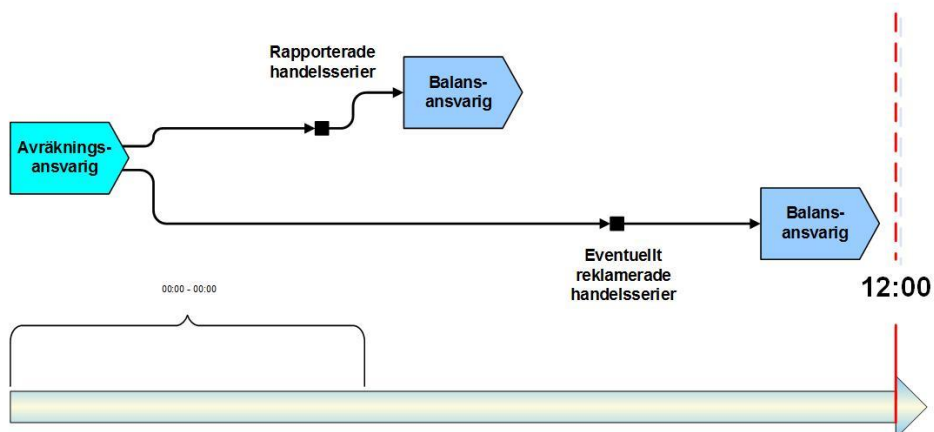 Rapporterade
handelsserier
Balans-
ansvarig
Avräknings-
ansvarig
Balans-
ansvarig
Eventuellt
reklamerade
handelsserier
12:00
00:00 - 00:00